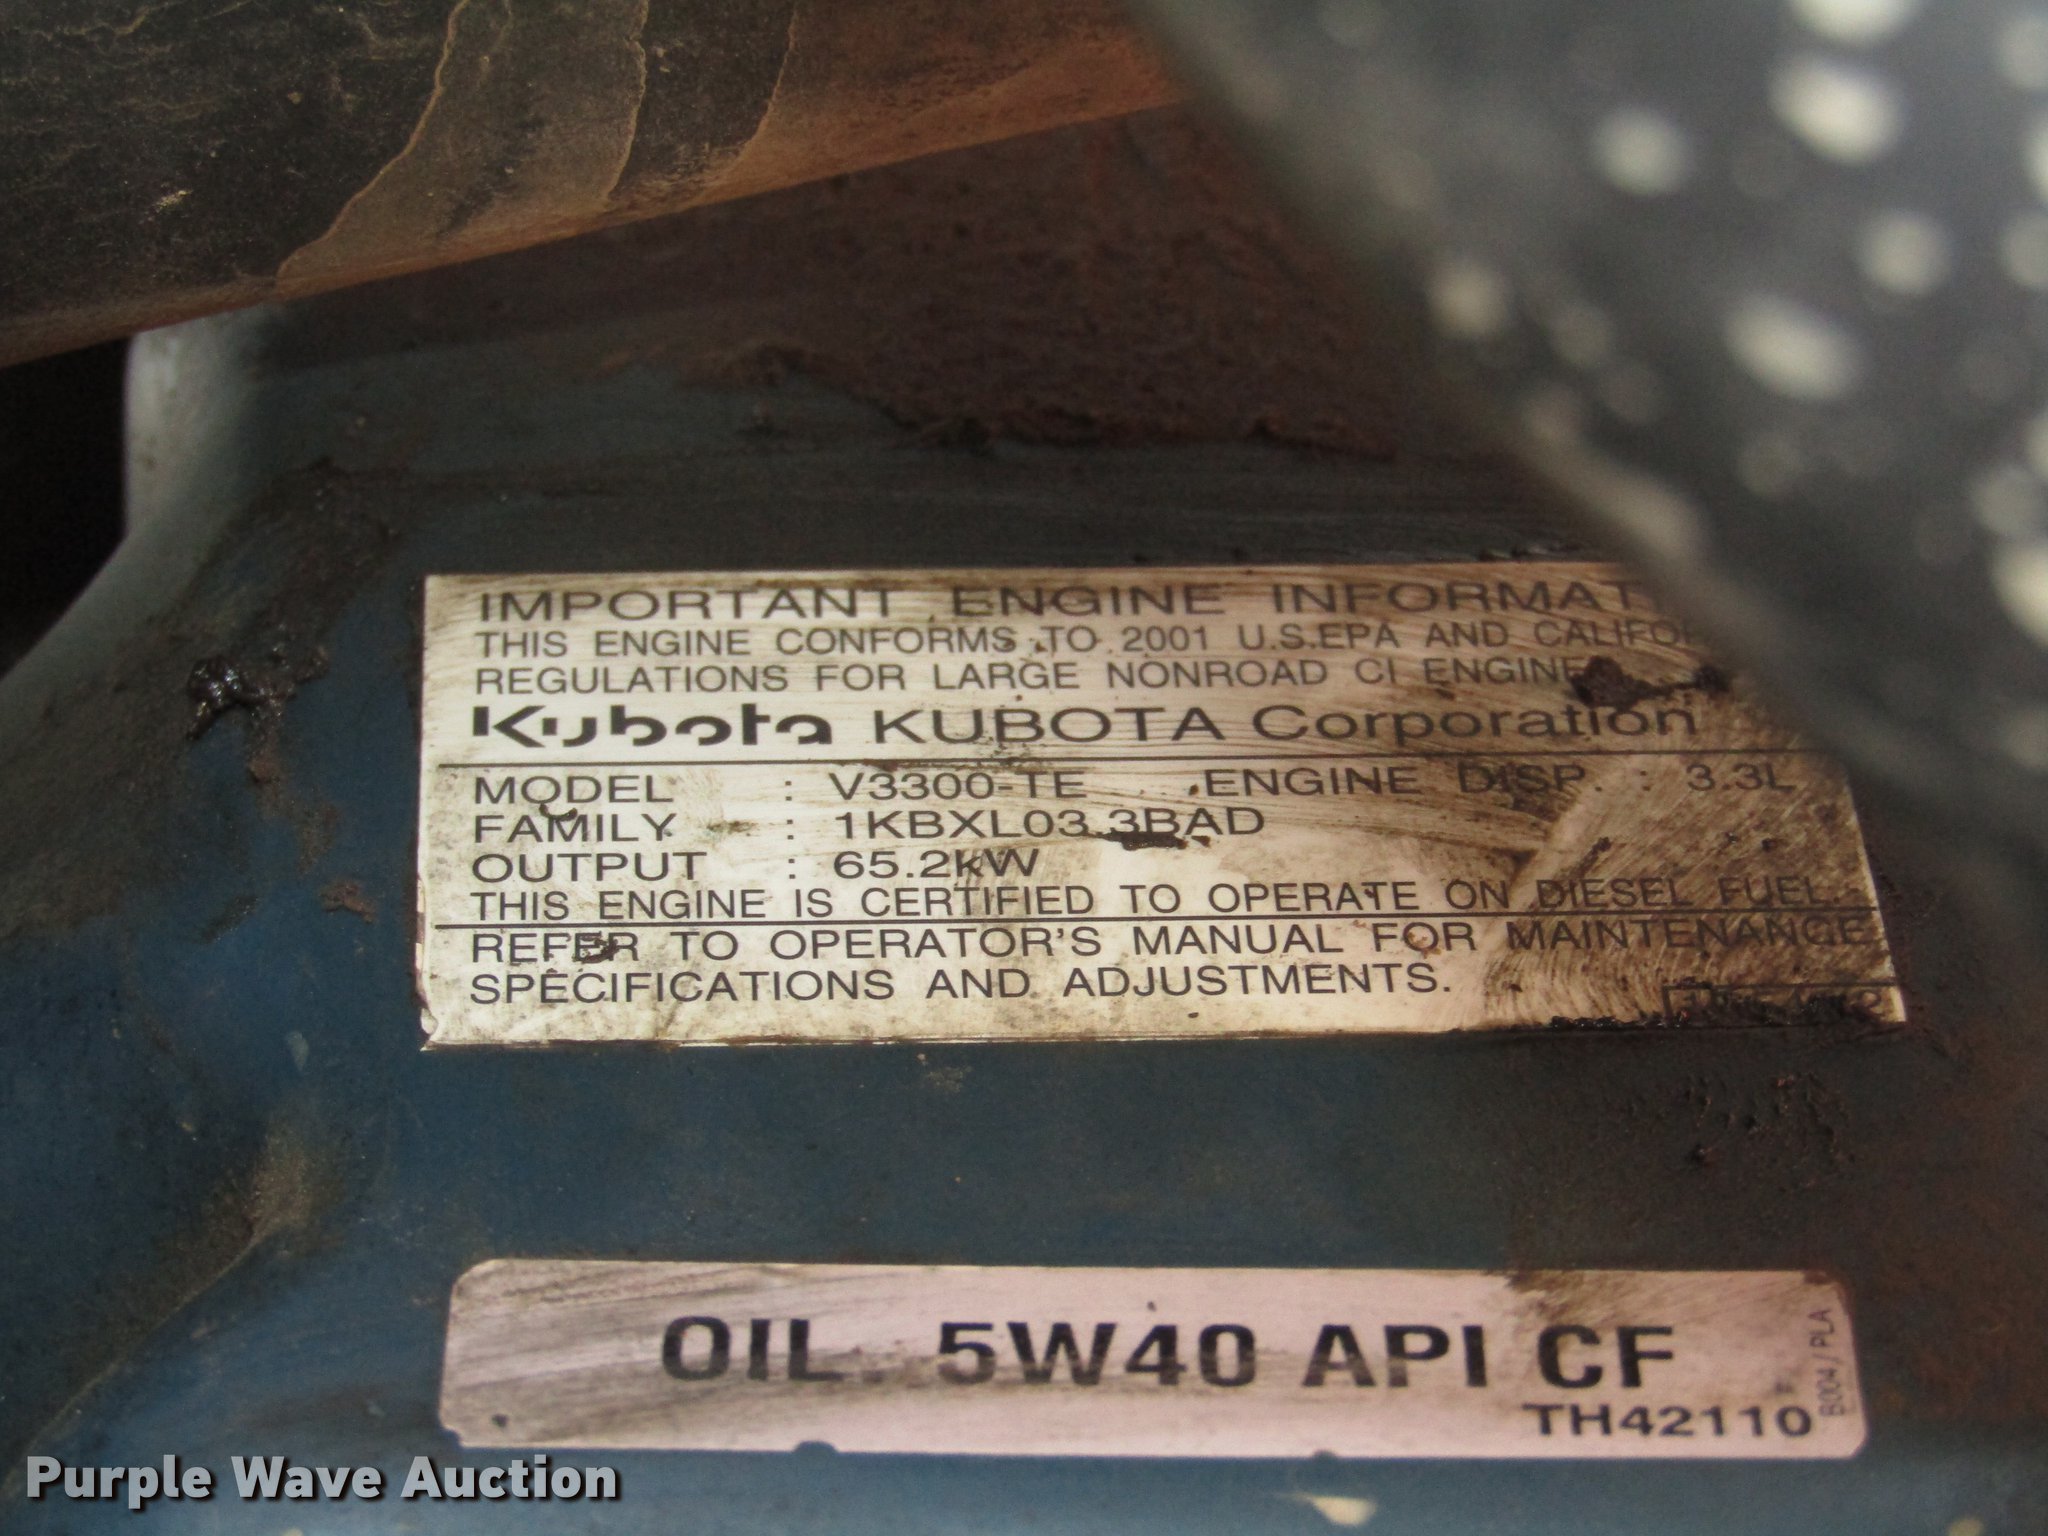 IMPORTANT ENGINE
THIS ENGINE CONFORMS TO 2001 U.S.EPA AND
REGULATIONS FOR LARGE NONROAD CI ENGINE
Kubota KUBOTA Corporation
MODEL : V3300-TE ENGINE DISP. : 3.3L
FAMILY : 1KBXL03.3BAD
OUTPUT : 65.2kW
THIS ENGINE IS CERTIFIED TO OPERATE ON DIESEL FUEL.
REFER TO OPERATOR'S MANUAL FOR MAINTENANCE
SPECIFICATIONS AND ADJUSTMENTS.
OIL. 5W40 API CF
TH42110
B004 / PLA
Purple Wave Auction